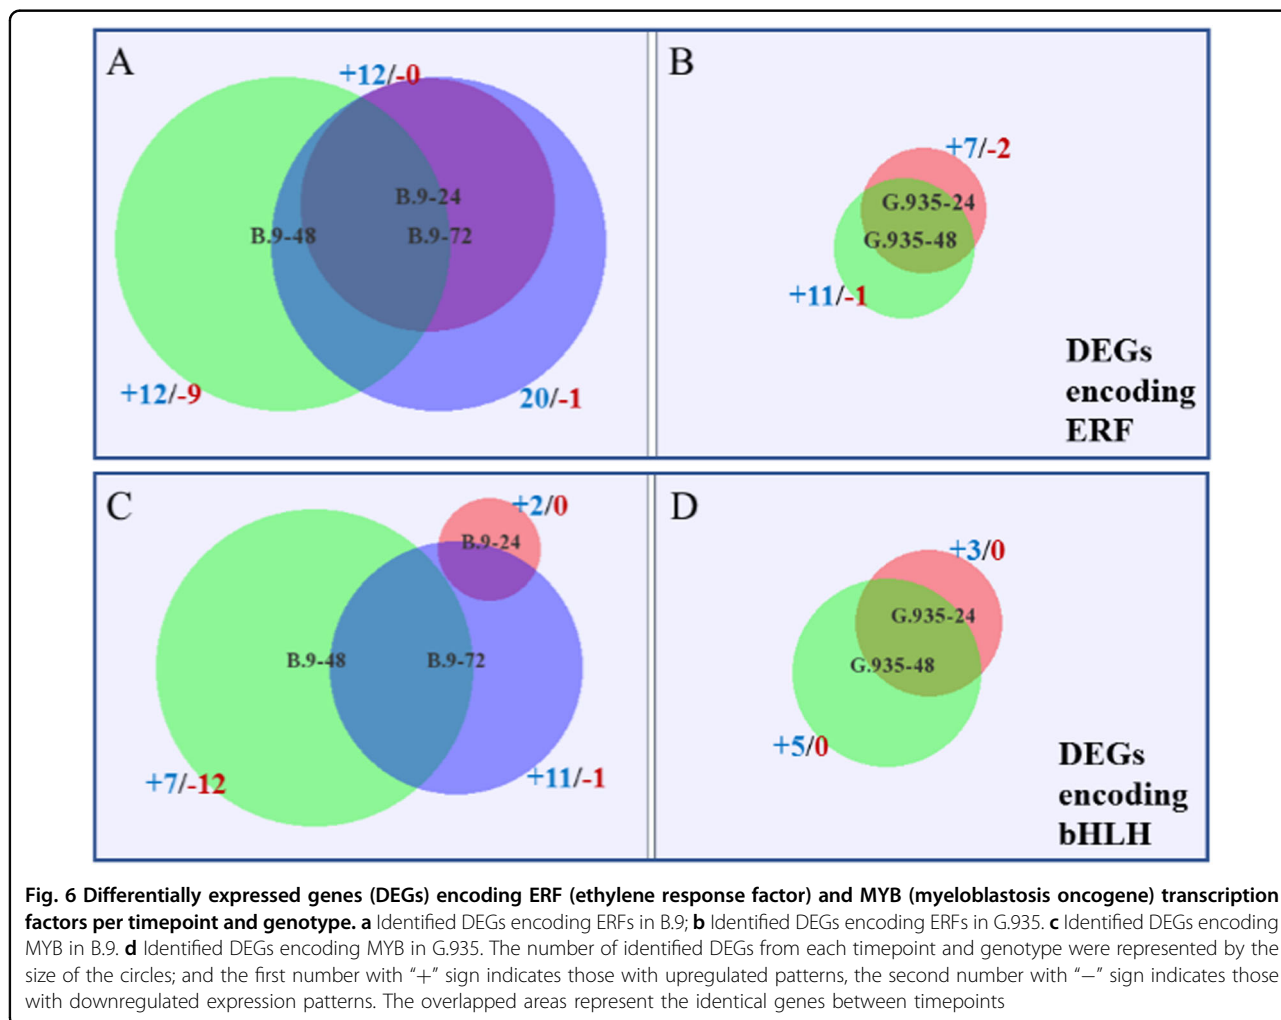 A
+12/-0
B.9-24
B.9-48
B.9-72
+12/-9
20/-1
B
+7/-2
G.935-24
G.935-48
+11/-1
DEGs
encoding
ERF
C
+2/0
B.9-24
B.9-48
B.9-72
+7/-12
+11/-1
D
+3/0
G.935-24
G.935-48
+5/0
DEGs
encoding
bHLH
Fig. 6 Differentially expressed genes (DEGs) encoding ERF (ethylene response factor) and MYB (myeloblastosis oncogene) transcription
factors per timepoint and genotype. a Identified DEGs encoding ERFs in B.9; b Identified DEGs encoding ERFs in G.935. c Identified DEGs encoding
MYB in B.9. d Identified DEGs encoding MYB in G.935. The number of identified DEGs from each timepoint and genotype were represented by the
size of the circles; and the first number with “+” sign indicates those with upregulated patterns, the second number with “−” sign indicates those
with downregulated expression patterns. The overlapped areas represent the identical genes between timepoints